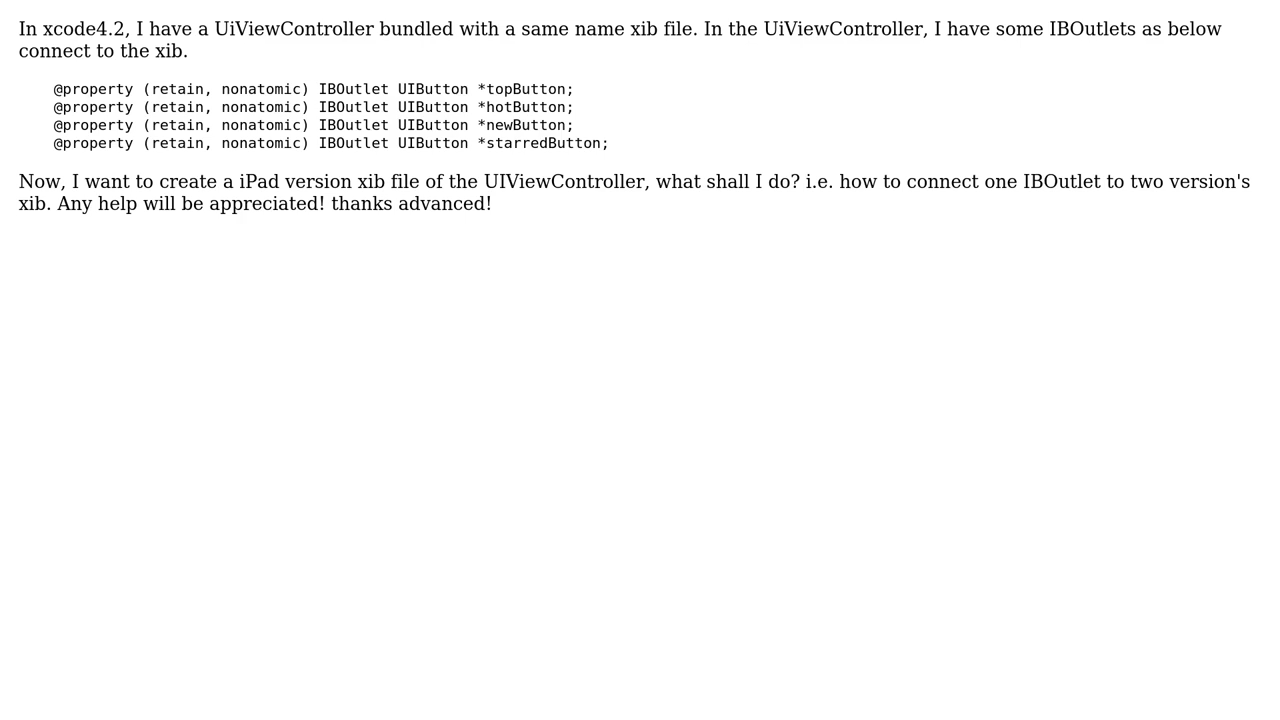 In xcode4.2, I have a UiViewController bundled with a same name xib file. In the UiViewController, I have some IBOutlets as below
connect to the xib.
@property (retain, nonatomic) IBOutlet UIButton *topButton;
@property (retain, nonatomic) IBOutlet UIButton *hotButton;
@property (retain, nonatomic) IBOutlet UIButton *newButton;
@property (retain, nonatomic) IBOutlet UIButton *starredButton;
Now, I want to create a iPad version xib file of the UIViewController, what shall I do? i.e. how to connect one IBOutlet to two version's
xib. Any help will be appreciated! thanks advanced!